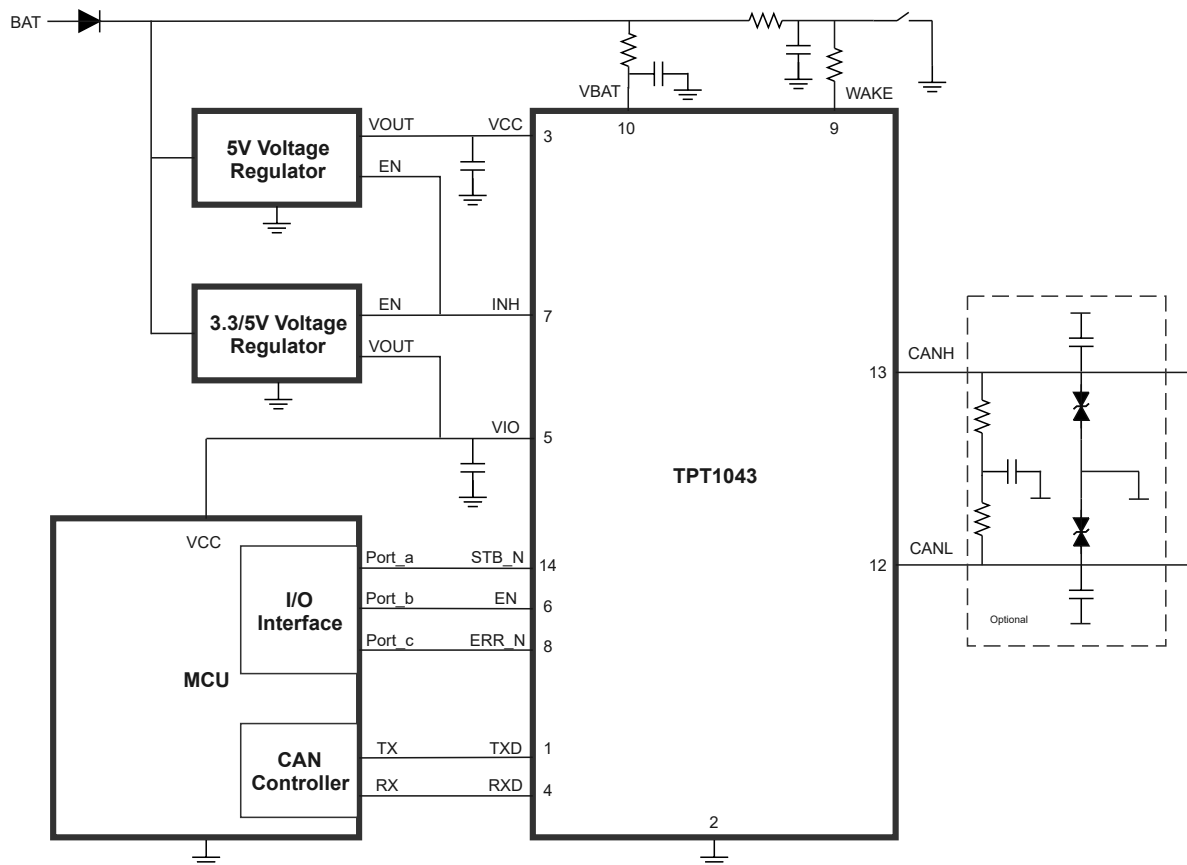 BAT
VBAT
WAKE
10
9
5V Voltage
Regulator
VOUT
VCC
3
EN
3.3/5V Voltage
Regulator
EN
INH
7
VOUT
VIO
5
CANH
13
TPT1043
CANL
12
Optional
VCC
I/O
Interface
Port_a
STB_N
14
Port_b
EN
6
Port_c
ERR_N
8
MCU
CAN
Controller
TX
TXD
1
RX
RXD
4
2